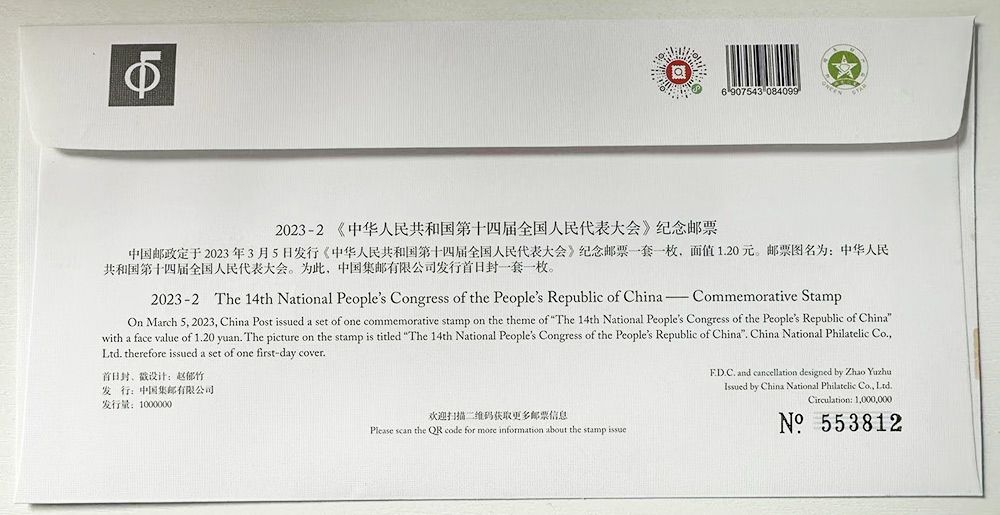 6 907543 084099
GREEN STAR
2023-2 《中华人民共和国第十四届全国人民代表大会》纪念邮票
中国邮政定于 2023 年 3 月 5 日发行《中华人民共和国第十四届全国人民代表大会》纪念邮票一套一枚，面值 1.20 元。邮票图名为：中华人民
共和国第十四届全国人民代表大会。为此，中国集邮有限公司发行首日封一套一枚。
2023-2 The 14th National People's Congress of the People's Republic of China — Commemorative Stamp
On March 5, 2023, China Post issued a set of one commemorative stamp on the theme of “The 14th National People's Congress of the People's Republic of China”
with a face value of 1.20 yuan. The picture on the stamp is titled “The 14th National People's Congress of the People's Republic of China”. China National Philatelic Co.,
Ltd. therefore issued a set of one first-day cover.
首日封、戳设计：赵郁竹
发 行：中国集邮有限公司
发行量：1000000
F.D.C. and cancellation designed by Zhao Yuzhu
Issued by China National Philatelic Co., Ltd.
Circulation: 1,000,000
欢迎扫描二维码获取更多邮票信息
Please scan the QR code for more information about the stamp issue
Nº 553812